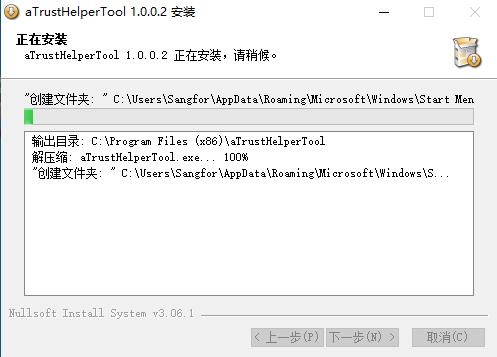 aTrustHelperTool 1.0.0.2 安装
正在安装
aTrustHelperTool 1.0.0.2 正在安装,请稍候。
"创建文件夹: " C:\Users\Sangfor\AppData\Roaming\Microsoft\Windows\Start Men
输出目录: C:\Program Files (x86)\aTrustHelperTool
解压缩: aTrustHelperTool.exe... 100%
"创建文件夹: " C:\Users\Sangfor\AppData\Roaming\Microsoft\Windows\S...
Nullsoft Install System v3.06.1
< 上一步(P) 下一步(N) > 取消(C)